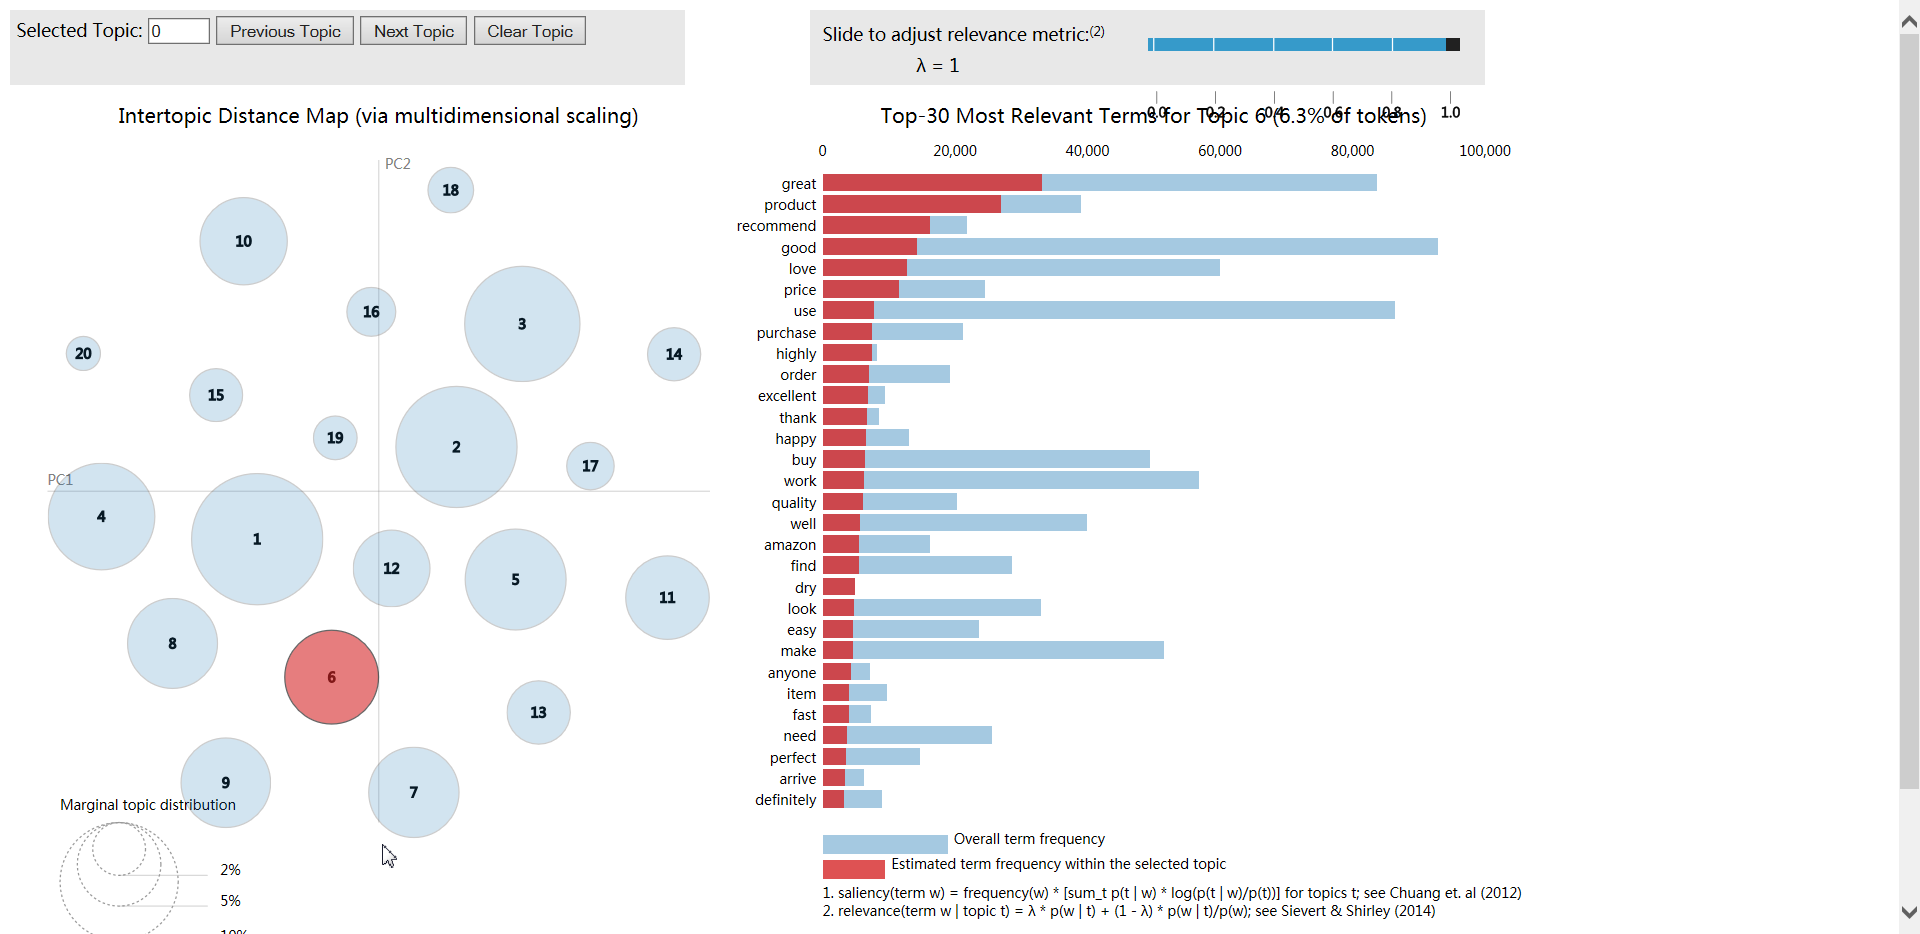 Selected Topic: 0 Previous Topic Next Topic Clear Topic
Slide to adjust relevance metric:(2)
λ = 1
0.0 0.2 0.4 0.6 0.8 1.0
Intertopic Distance Map (via multidimensional scaling)
PC2
18
10
16
3
20
14
15
19
2
17
PC1
4
1
12
5
11
8
6
13
9
7
Marginal topic distribution
2%
5%
10%
Top-30 Most Relevant Terms for Topic 6 (6.3% of tokens)
0 20,000 40,000 60,000 80,000 100,000
great
product
recommend
good
love
price
use
purchase
highly
order
excellent
thank
happy
buy
work
quality
well
amazon
find
dry
look
easy
make
anyone
item
fast
need
perfect
arrive
definitely
Overall term frequency
Estimated term frequency within the selected topic
1. saliency(term w) = frequency(w) * [sum_t p(t | w) * log(p(t | w)/p(t))] for topics t; see Chuang et. al (2012)
2. relevance(term w | topic t) = λ * p(w | t) + (1 - λ) * p(w | t)/p(w); see Sievert & Shirley (2014)